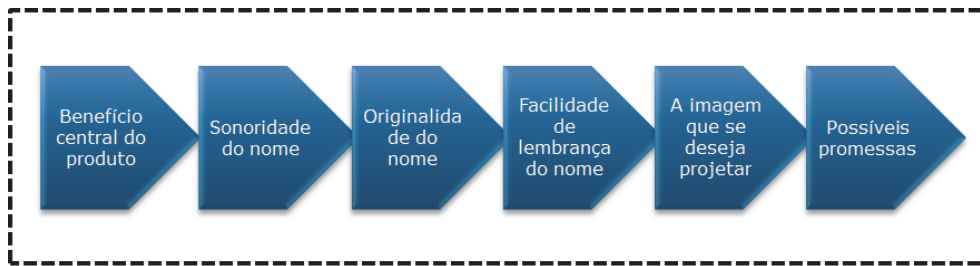 Benefício
central do
produto
Sonoridade
do nome
Originalida
de do
nome
Facilidade
de
lembrança
do nome
A imagem
que se
deseja
projetar
Possíveis
promessas